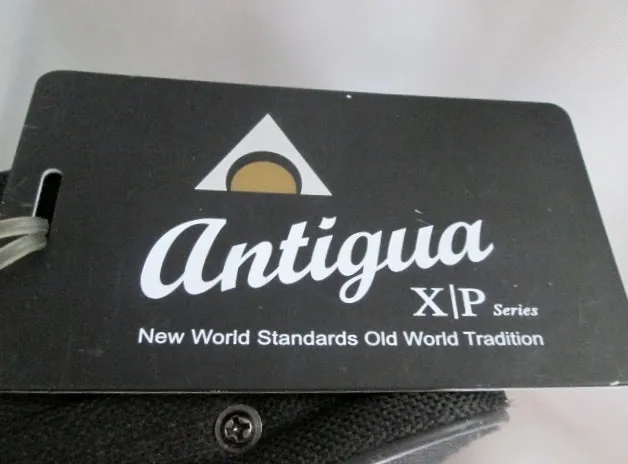 Antigua
X|P Series
New World Standards Old World Tradition